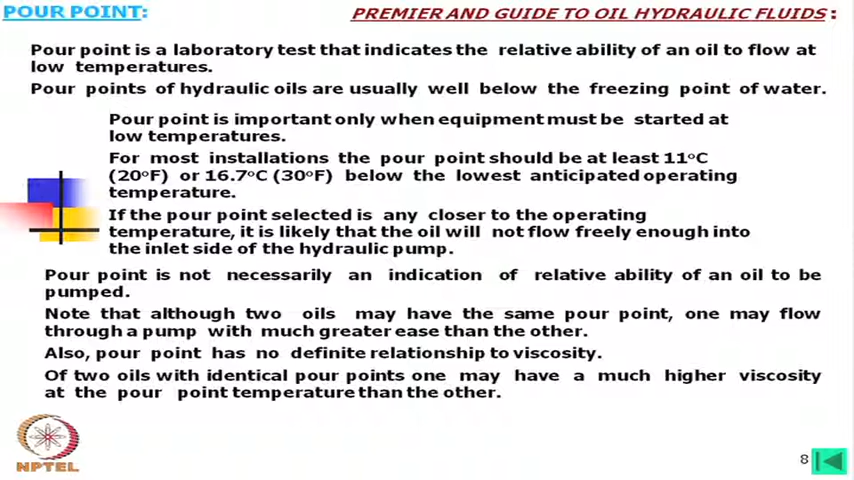 POUR POINT:
PREMIER AND GUIDE TO OIL HYDRAULIC FLUIDS :
Pour point is a laboratory test that indicates the relative ability of an oil to flow at
low temperatures.
Pour points of hydraulic oils are usually well below the freezing point of water.
Pour point is important only when equipment must be started at
low temperatures.
For most installations the pour point should be at least 11°C
(20°F) or 16.7°C (30°F) below the lowest anticipated operating
temperature.
If the pour point selected is any closer to the operating
temperature, it is likely that the oil will not flow freely enough into
the inlet side of the hydraulic pump.
Pour point is not necessarily an indication of relative ability of an oil to be
pumped.
Note that although two oils may have the same pour point, one may flow
through a pump with much greater ease than the other.
Also, pour point has no definite relationship to viscosity.
Of two oils with identical pour points one may have a much higher viscosity
at the pour point temperature than the other.
NPTEL
8